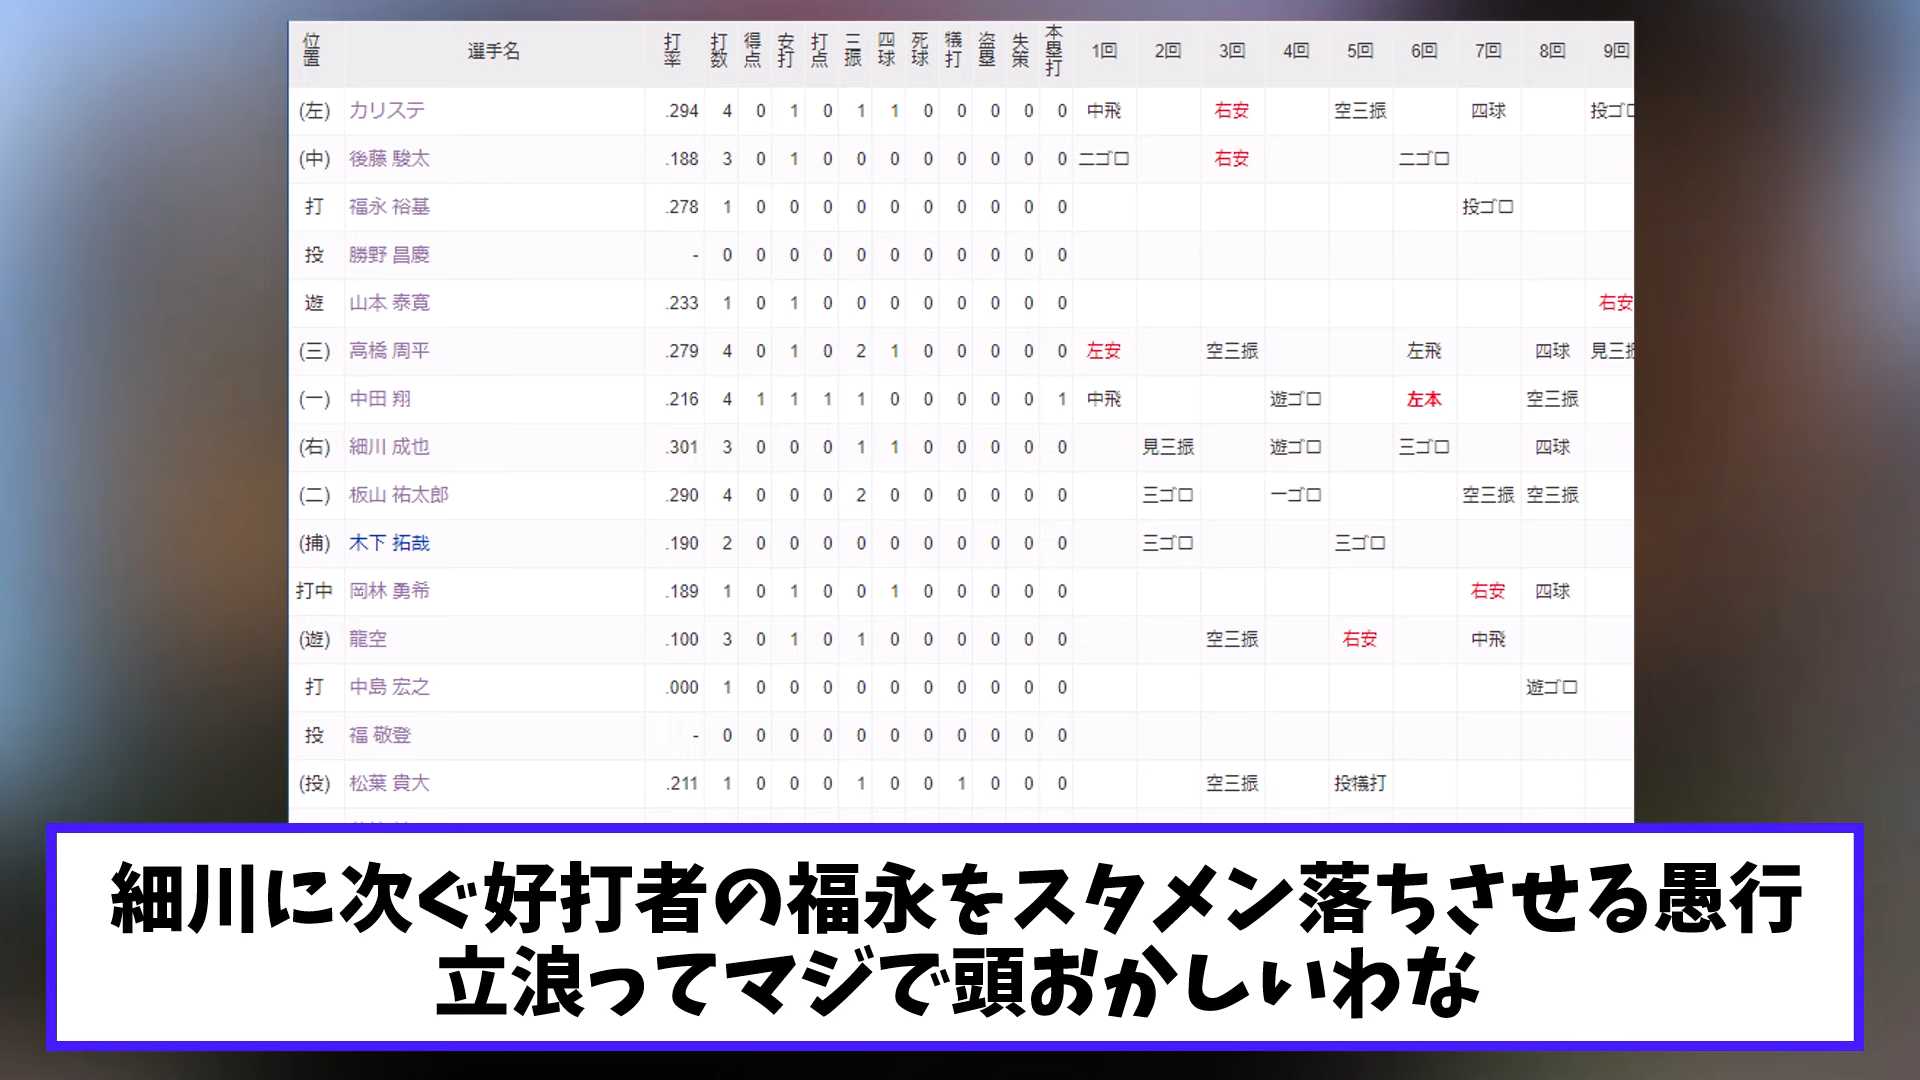 位置 選手名 打率 打数 得点 安打 打点 三振 四球 死球 犠打 盗塁 失策 本塁打 1回 2回 3回 4回 5回 6回 7回 8回 9回
(左) カリステ .294 4 0 1 0 1 1 0 0 0 0 0 中飛 右安 空三振 四球 投ゴロ
(中) 後藤 駿太 .188 3 0 1 0 0 0 0 0 0 0 0 二ゴロ 右安 二ゴロ
打 福永 裕基 .278 1 0 0 0 0 0 0 0 0 0 0 投ゴロ
投 勝野 昌慶 - 0 0 0 0 0 0 0 0 0 0 0
遊 山本 泰寛 .233 1 0 1 0 0 0 0 0 0 0 0 右安
(三) 高橋 周平 .279 4 0 1 0 2 1 0 0 0 0 0 左安 空三振 左飛 四球 見三振
(一) 中田 翔 .216 4 1 1 1 1 0 0 0 0 0 1 中飛 遊ゴロ 左本 空三振
(右) 細川 成也 .301 3 0 0 0 1 1 0 0 0 0 0 見三振 遊ゴロ 三ゴロ 四球
(二) 板山 祐太郎 .290 4 0 0 0 2 0 0 0 0 0 0 三ゴロ 一ゴロ 空三振 空三振
(捕) 木下 拓哉 .190 2 0 0 0 0 0 0 0 0 0 0 三ゴロ 三ゴロ
打中 岡林 勇希 .189 1 0 1 0 0 1 0 0 0 0 0 右安 四球
(遊) 龍空 .100 3 0 1 0 1 0 0 0 0 0 0 空三振 右安 中飛
打 中島 宏之 .000 1 0 0 0 0 0 0 0 0 0 0 遊ゴロ
投 福 敬登 - 0 0 0 0 0 0 0 0 0 0 0
(投) 松葉 貴大 .211 1 0 0 0 1 0 0 1 0 0 0 空三振 投犠打
細川に次ぐ好打者の福永をスタメン落ちさせる愚行
立浪ってマジで頭おかしいわな